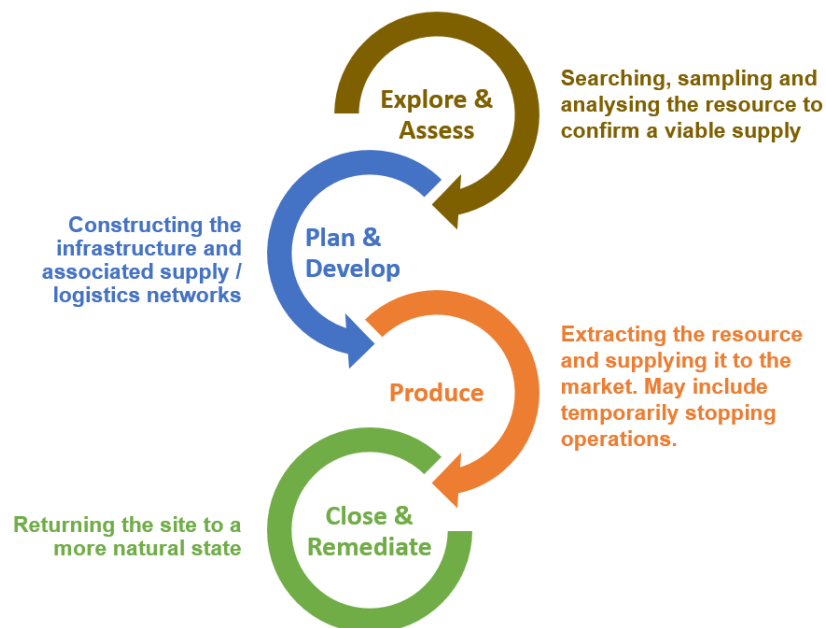 Explore &
Assess
Searching, sampling and
analysing the resource to
confirm a viable supply
Constructing the
infrastructure and
associated supply /
logistics networks
Plan &
Develop
Produce
Extracting the resource
and supplying it to the
market. May include
temporarily stopping
operations.
Returning the site to a
more natural state
Close &
Remediate